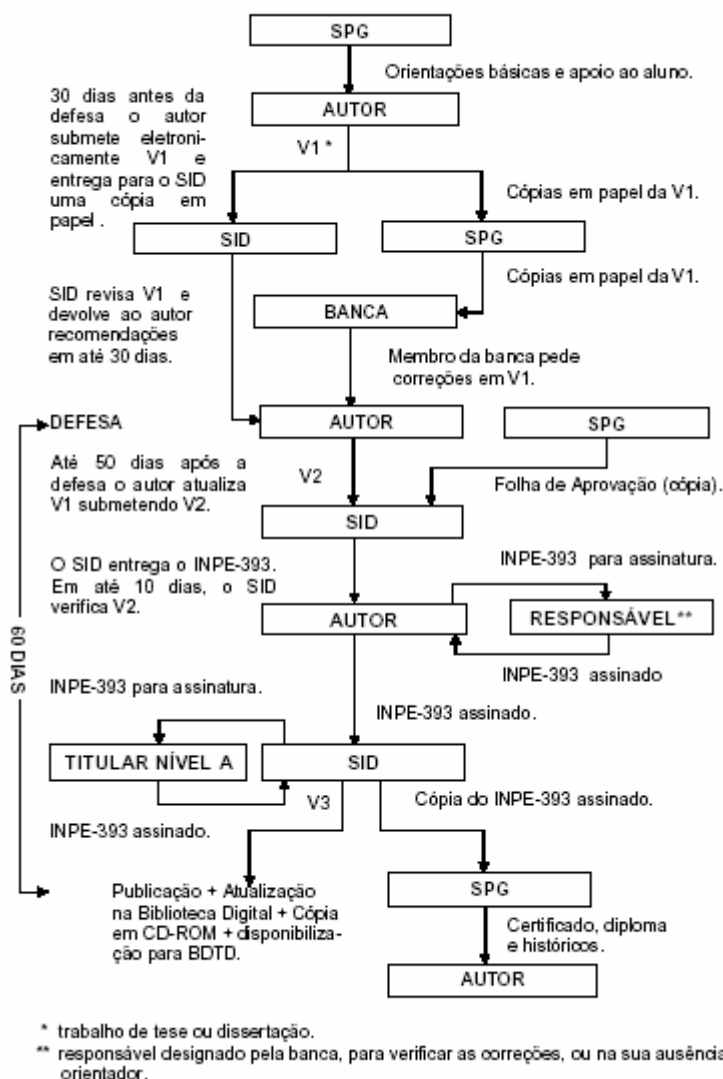 SPG
Orientações básicas e apoio ao aluno.
30 dias antes da
defesa o autor
submete eletroni-
camente V1 e
entrega para o SID
uma cópia em
papel .
AUTOR
V1 *
Cópias em papel da V1.
SID
SPG
Cópias em papel da V1.
SID revisa V1 e
devolve ao autor
recomendações
em até 30 dias.
BANCA
Membro da banca pede
correções em V1.
DEFESA
AUTOR
SPG
Até 50 dias após a
defesa o autor atualiza
V1 submetendo V2.
V2
Folha de Aprovação (cópia).
SID
O SID entrega o INPE-393.
Em até 10 dias, o SID
verifica V2.
INPE-393 para assinatura.
AUTOR
RESPONSÁVEL**
INPE-393 assinado
60 DIAS
INPE-393 para assinatura.
INPE-393 assinado.
TITULAR NÍVEL A
SID
V3
Cópia do INPE-393 assinado.
INPE-393 assinado.
Publicação + Atualização
na Biblioteca Digital + Cópia
em CD-ROM + disponibiliza-
ção para BDTD.
SPG
Certificado, diploma
e históricos.
AUTOR
* trabalho de tese ou dissertação.
** responsável designado pela banca, para verificar as correções, ou na sua ausência
orientador.